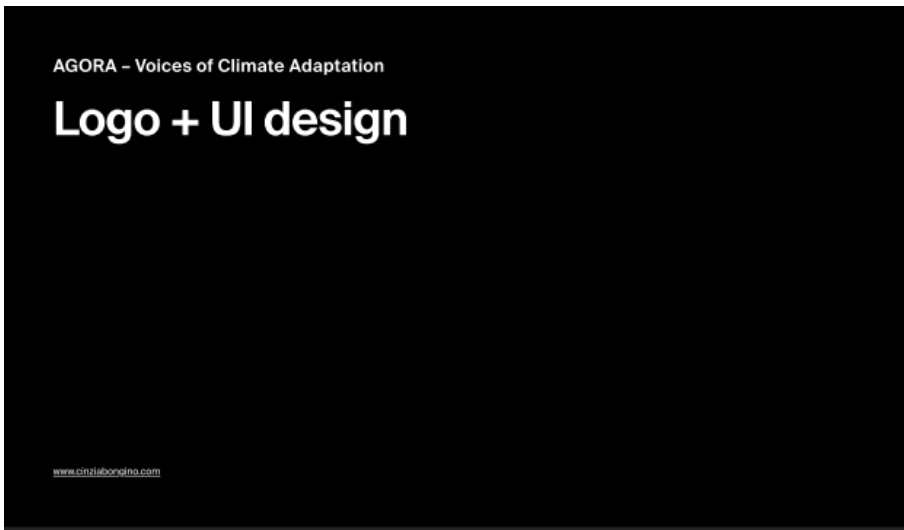 AGORA – Voices of Climate Adaptation
Logo + UI design
www.cinziabongino.com